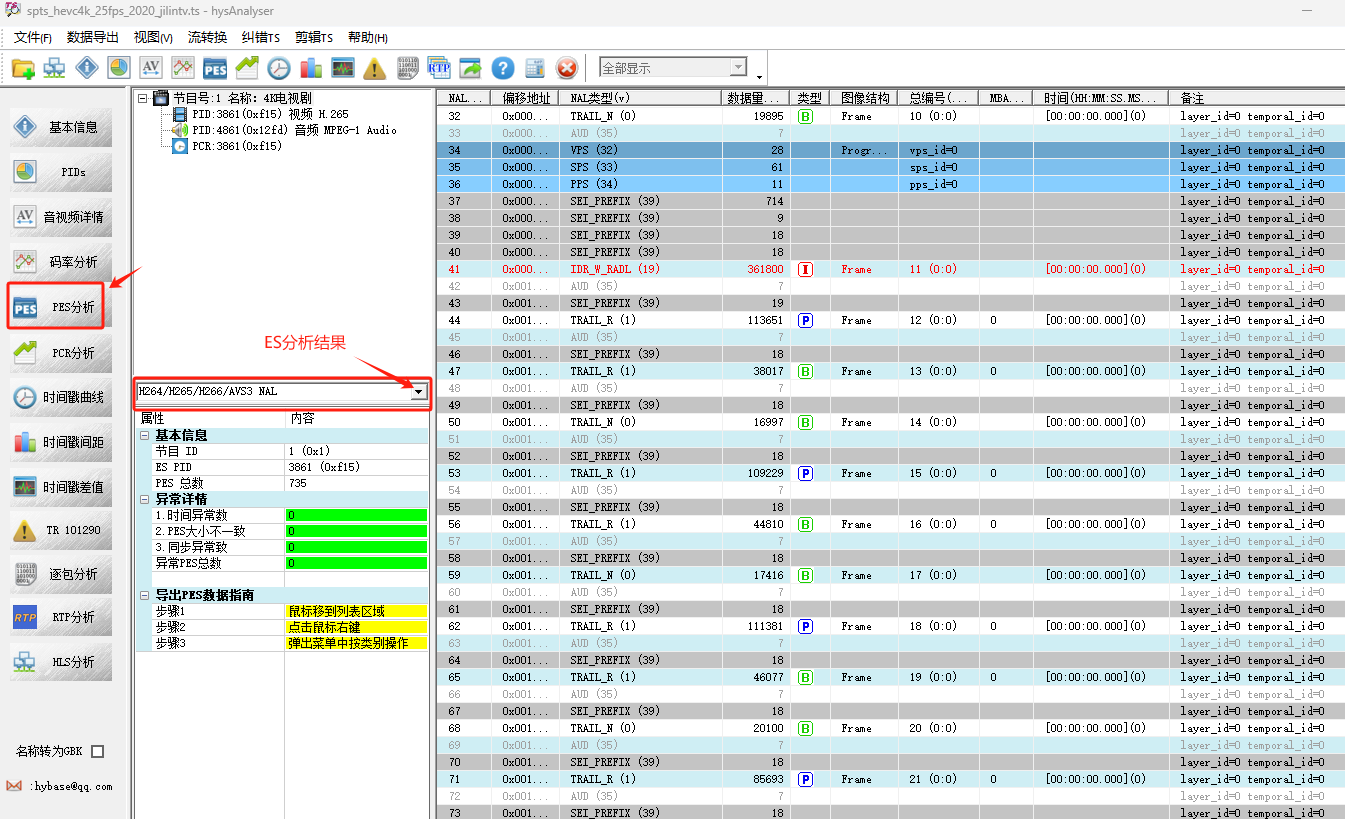 spts_hevc4k_25fps_2020_jilintv.ts - hysAnalyser
文件(F) 数据导出 视图(V) 流转换 纠错TS 剪辑TS 帮助(H)
全部显示
基本信息
PIDs
音视频详情
码率分析
PES分析
PCR分析
时间戳曲线
时间戳间距
时间戳差值
TR 101290
逐包分析
RTP分析
HLS分析
名称转为GBK
:hybase@qq.com
节目号:1 名称: 4K电视剧
PID:3861(0xf15) 视频 H.265
PID:4861(0x12fd) 音频 MPEG-1 Audio
PCR:3861(0xf15)
ES分析结果
H264/H265/H266/AVS3 NAL
属性 内容
基本信息
节目 ID 1 (0x1)
ES PID 3861 (0xf15)
PES 总数 735
异常详情
1.时间异常数 0
2.PES大小不一致 0
3.同步异常致 0
异常PES总数 0
导出PES数据指南
步骤1 鼠标移到列表区域
步骤2 点击鼠标右键
步骤3 弹出菜单中按类别操作
NAL... 偏移地址 NAL类型(v) 数据量... 类型 图像结构 总编号(... MBA... 时间(HH:MM:SS.MS... 备注
32 0x000... TRAIL_N (0) 19895 B Frame 10 (0:0) [00:00:00.000](0) layer_id=0 temporal_id=0
33 0x000... AUD (35) 7 layer_id=0 temporal_id=0
34 0x000... VPS (32) 28 Progr... vps_id=0 layer_id=0 temporal_id=0
35 0x000... SPS (33) 61 sps_id=0 layer_id=0 temporal_id=0
36 0x000... PPS (34) 11 pps_id=0 layer_id=0 temporal_id=0
37 0x000... SEI_PREFIX (39) 714 layer_id=0 temporal_id=0
38 0x000... SEI_PREFIX (39) 9 layer_id=0 temporal_id=0
39 0x000... SEI_PREFIX (39) 18 layer_id=0 temporal_id=0
40 0x000... SEI_PREFIX (39) 18 layer_id=0 temporal_id=0
41 0x000... IDR_W_RADL (19) 361800 I Frame 11 (0:0) [00:00:00.000](0) layer_id=0 temporal_id=0
42 0x001... AUD (35) 7 layer_id=0 temporal_id=0
43 0x001... SEI_PREFIX (39) 19 layer_id=0 temporal_id=0
44 0x001... TRAIL_R (1) 113651 P Frame 12 (0:0) 0 [00:00:00.000](0) layer_id=0 temporal_id=0
45 0x001... AUD (35) 7 layer_id=0 temporal_id=0
46 0x001... SEI_PREFIX (39) 18 layer_id=0 temporal_id=0
47 0x001... TRAIL_R (1) 38017 B Frame 13 (0:0) 0 [00:00:00.000](0) layer_id=0 temporal_id=0
48 0x001... AUD (35) 7 layer_id=0 temporal_id=0
49 0x001... SEI_PREFIX (39) 18 layer_id=0 temporal_id=0
50 0x001... TRAIL_N (0) 16997 B Frame 14 (0:0) 0 [00:00:00.000](0) layer_id=0 temporal_id=0
51 0x001... AUD (35) 7 layer_id=0 temporal_id=0
52 0x001... SEI_PREFIX (39) 18 layer_id=0 temporal_id=0
53 0x001... TRAIL_R (1) 109229 P Frame 15 (0:0) 0 [00:00:00.000](0) layer_id=0 temporal_id=0
54 0x001... AUD (35) 7 layer_id=0 temporal_id=0
55 0x001... SEI_PREFIX (39) 18 layer_id=0 temporal_id=0
56 0x001... TRAIL_R (1) 44810 B Frame 16 (0:0) 0 [00:00:00.000](0) layer_id=0 temporal_id=0
57 0x001... AUD (35) 7 layer_id=0 temporal_id=0
58 0x001... SEI_PREFIX (39) 18 layer_id=0 temporal_id=0
59 0x001... TRAIL_N (0) 17416 B Frame 17 (0:0) 0 [00:00:00.000](0) layer_id=0 temporal_id=0
60 0x001... AUD (35) 7 layer_id=0 temporal_id=0
61 0x001... SEI_PREFIX (39) 18 layer_id=0 temporal_id=0
62 0x001... TRAIL_R (1) 111381 P Frame 18 (0:0) 0 [00:00:00.000](0) layer_id=0 temporal_id=0
63 0x001... AUD (35) 7 layer_id=0 temporal_id=0
64 0x001... SEI_PREFIX (39) 18 layer_id=0 temporal_id=0
65 0x001... TRAIL_R (1) 46077 B Frame 19 (0:0) 0 [00:00:00.000](0) layer_id=0 temporal_id=0
66 0x001... AUD (35) 7 layer_id=0 temporal_id=0
67 0x001... SEI_PREFIX (39) 18 layer_id=0 temporal_id=0
68 0x001... TRAIL_N (0) 20100 B Frame 20 (0:0) 0 [00:00:00.000](0) layer_id=0 temporal_id=0
69 0x001... AUD (35) 7 layer_id=0 temporal_id=0
70 0x001... SEI_PREFIX (39) 18 layer_id=0 temporal_id=0
71 0x001... TRAIL_R (1) 85693 P Frame 21 (0:0) 0 [00:00:00.000](0) layer_id=0 temporal_id=0
72 0x001... AUD (35) 7 layer_id=0 temporal_id=0
73 0x001... SEI_PREFIX (39) 18 layer_id=0 temporal_id=0